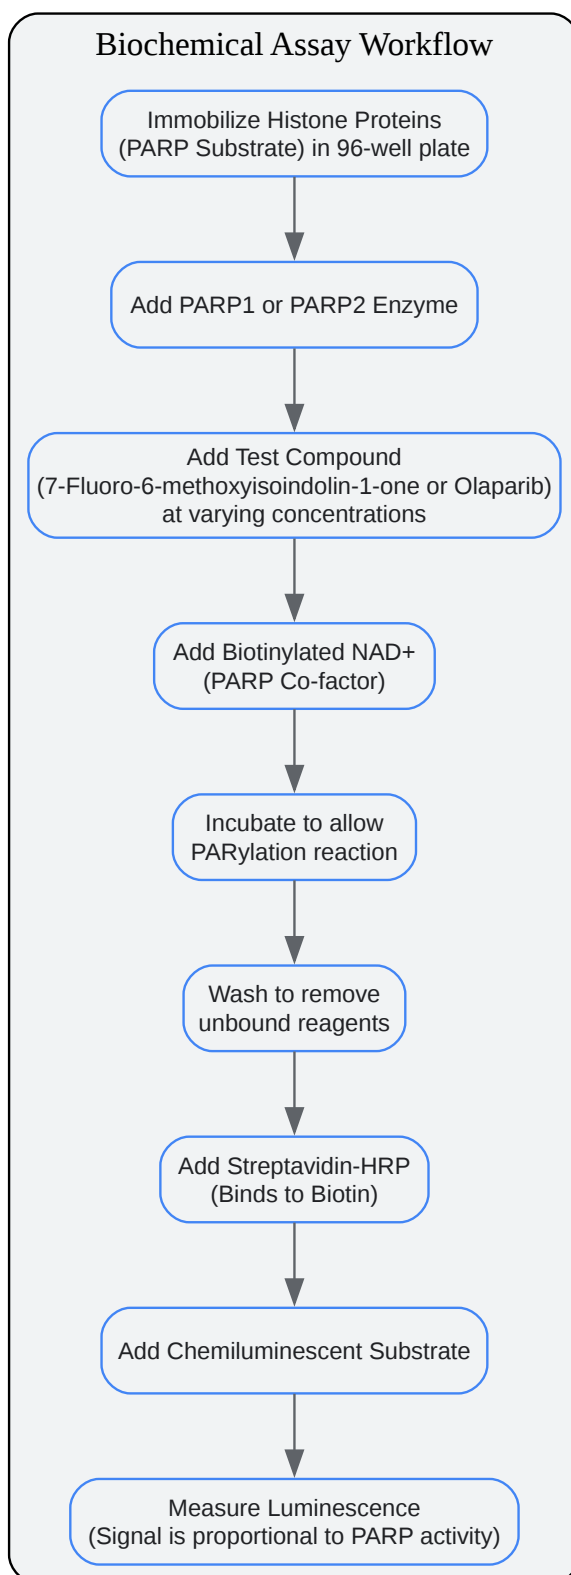 Biochemical Assay Workflow
Immobilize Histone Proteins
(PARP Substrate) in 96-well plate
Add PARP1 or PARP2 Enzyme
Add Test Compound
(7-Fluoro-6-methoxyisoindolin-1-one or Olaparib)
at varying concentrations
Add Biotinylated NAD+
(PARP Co-factor)
Incubate to allow
PARylation reaction
Wash to remove
unbound reagents
Add Streptavidin-HRP
(Binds to Biotin)
Add Chemiluminescent Substrate
Measure Luminescence
(Signal is proportional to PARP activity)